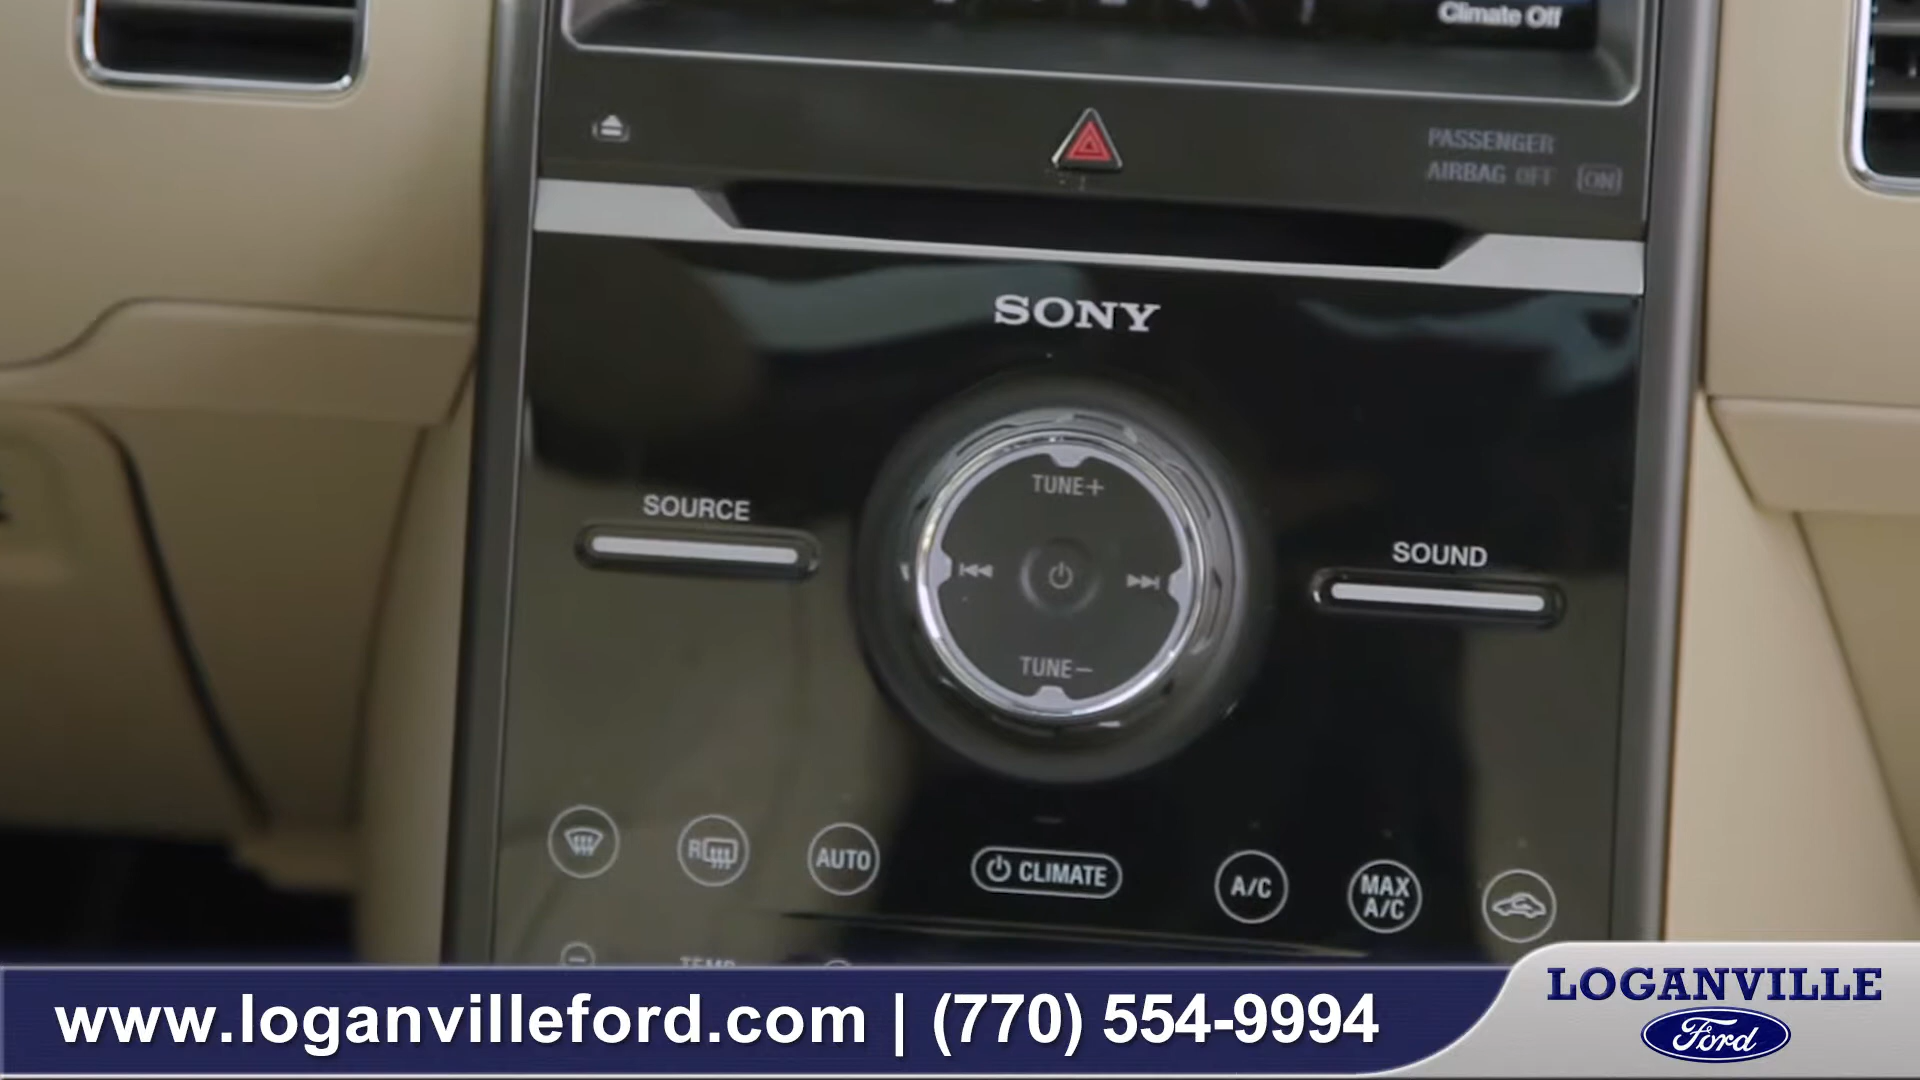 Climate Off
PASSENGER
AIRBAG OFF ON
SONY
TUNE+
SOURCE
SOUND
TUNE-
R
AUTO
CLIMATE
A/C
MAX
A/C
TEMP
www.loganvilleford.com | (770) 554-9994
LOGANVILLE
Ford